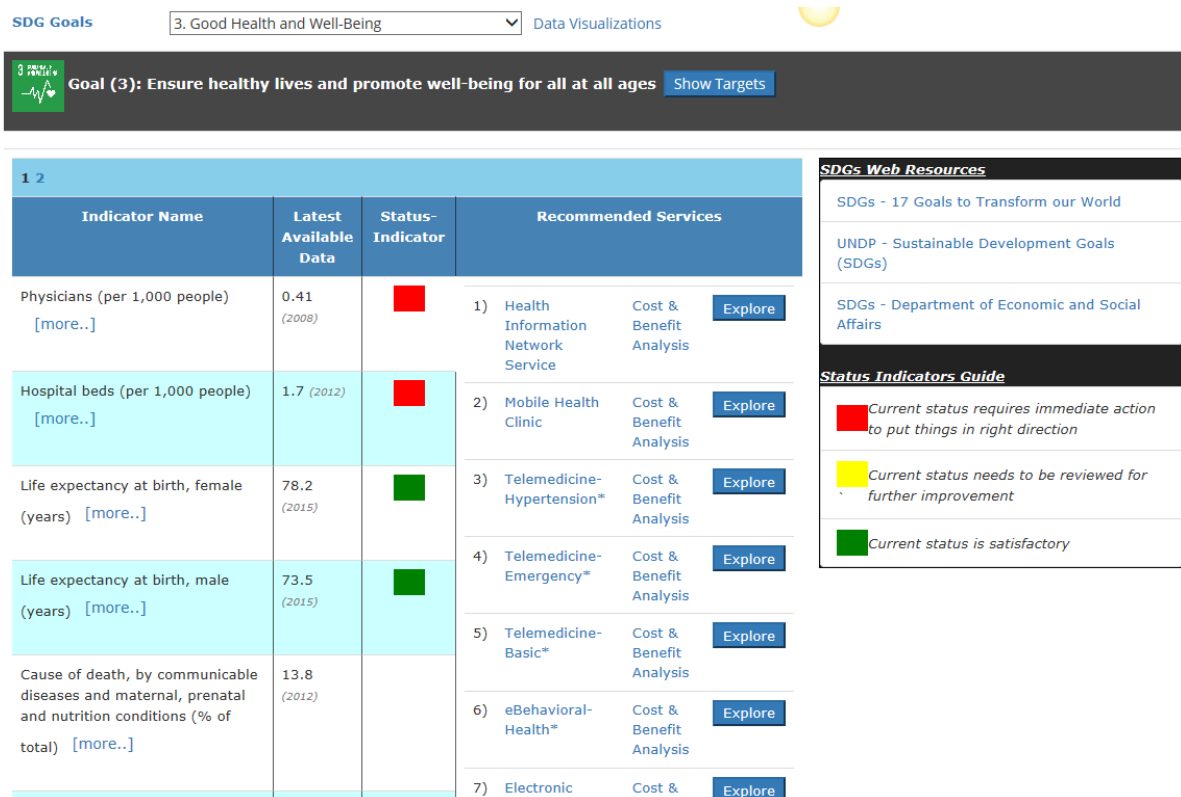 SDG Goals
3. Good Health and Well-Being
Data Visualizations
3
Goal (3): Ensure healthy lives and promote well-being for all at all ages
Show Targets
1 2
Indicator Name
Latest
Available
Data
Status-
Indicator
Recommended Services
Physicians (per 1,000 people)
[more..]
0.41
(2008)
Hospital beds (per 1,000 people)
[more..]
1.7 (2012)
Life expectancy at birth, female
(years) [more..]
78.2
(2015)
Life expectancy at birth, male
(years) [more..]
73.5
(2015)
Cause of death, by communicable
diseases and maternal, prenatal
and nutrition conditions (% of
total) [more..]
13.8
(2012)
1) Health
Information
Network
Service
Cost &
Benefit
Analysis
Explore
2) Mobile Health
Clinic
Cost &
Benefit
Analysis
Explore
3) Telemedicine-
Hypertension*
Cost &
Benefit
Analysis
Explore
4) Telemedicine-
Emergency*
Cost &
Benefit
Analysis
Explore
5) Telemedicine-
Basic*
Cost &
Benefit
Analysis
Explore
6) eBehavioral-
Health*
Cost &
Benefit
Analysis
Explore
7) Electronic
Cost &
Explore
SDGs Web Resources
SDGs - 17 Goals to Transform our World
UNDP - Sustainable Development Goals
(SDGs)
SDGs - Department of Economic and Social
Affairs
Status Indicators Guide
Current status requires immediate action
to put things in right direction
Current status needs to be reviewed for
` further improvement
Current status is satisfactory